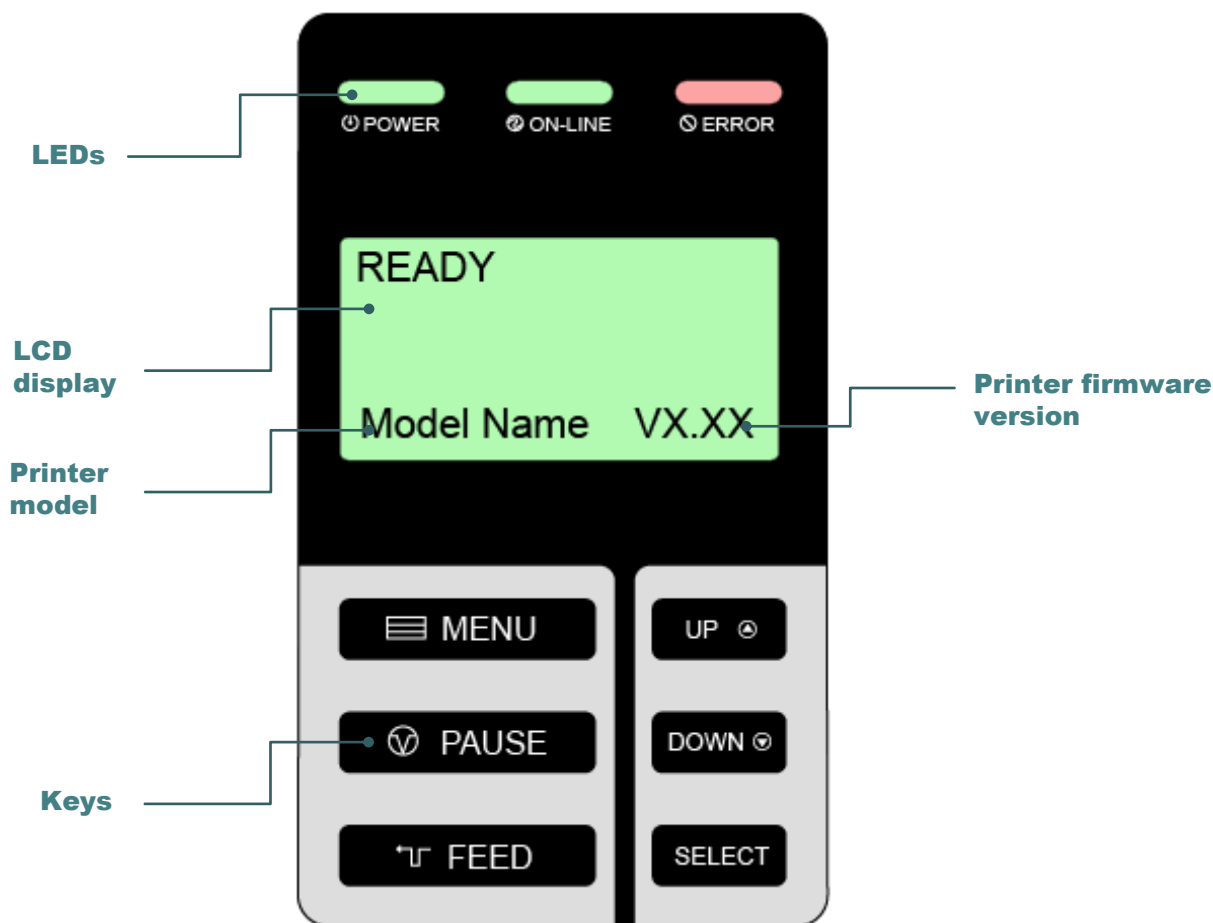 POWER ON-LINE ERROR
LEDs
READY
LCD
display
Model Name VX.XX
Printer firmware
version
Printer
model
MENU UP
PAUSE DOWN
Keys
FEED SELECT